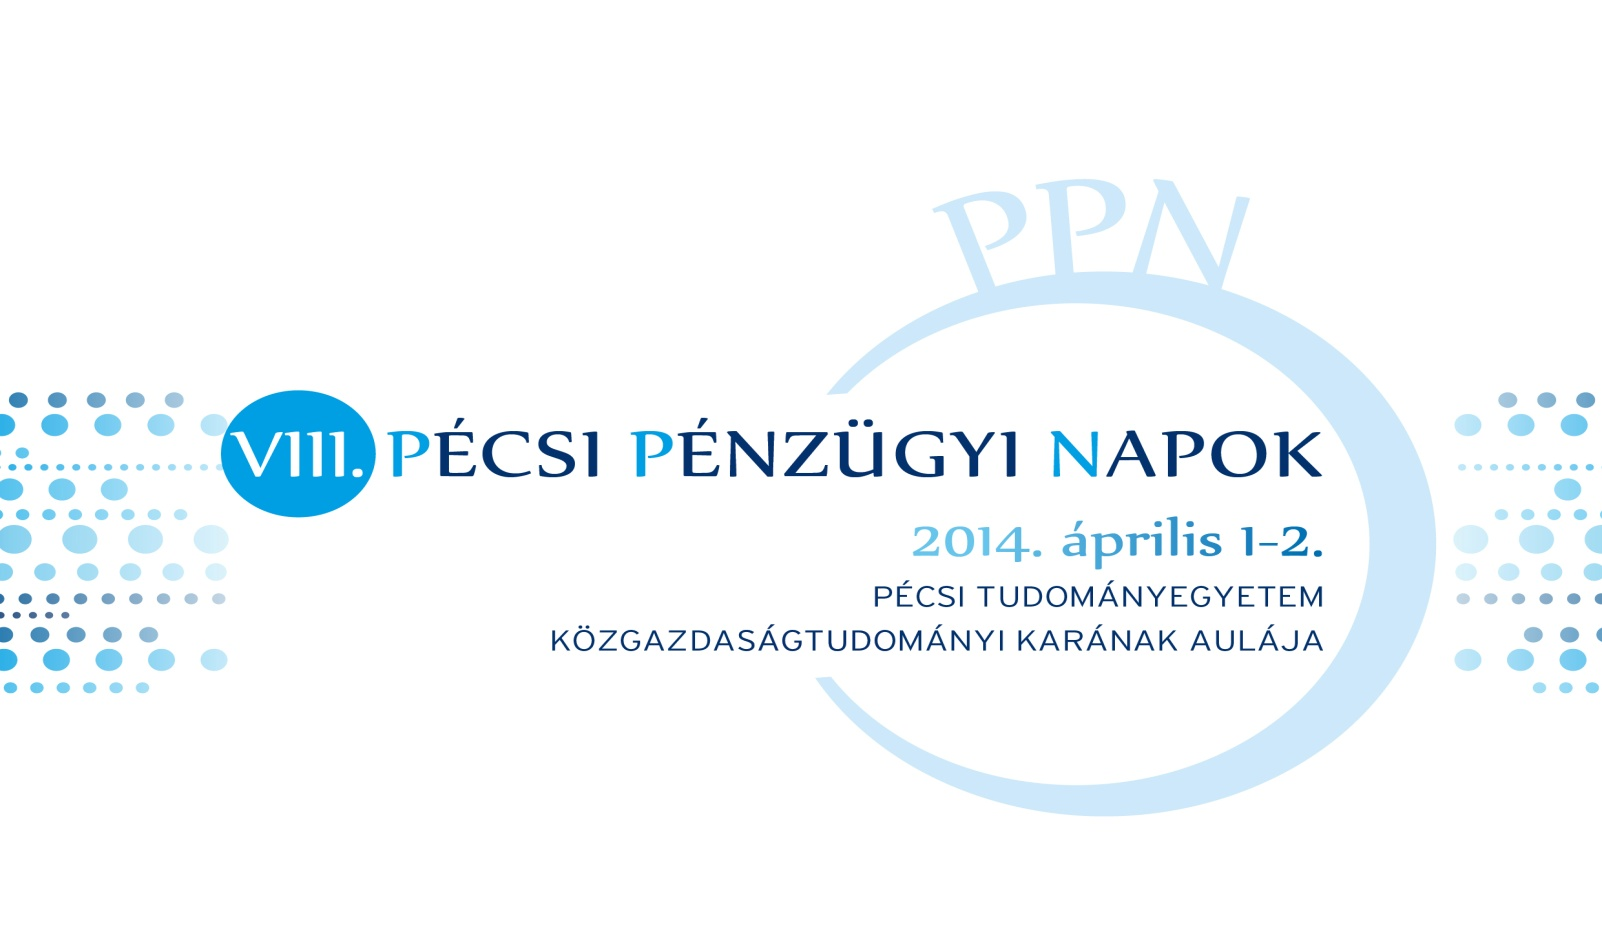 PPN
VIII. PÉCSI PÉNZÜGYI NAPOK
2014. április 1-2.
PÉCSI TUDOMÁNYEGYETEM
KÖZGAZDASÁGTUDOMÁNYI KARÁNAK AULÁJA